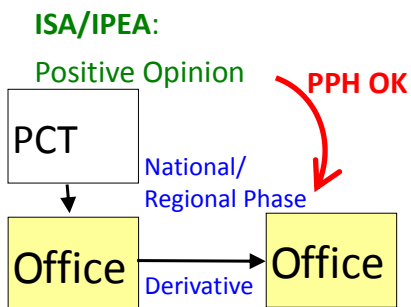 ISA/IPEA:
Positive Opinion
PPH OK
PCT
National/
Regional Phase
Office
Derivative
Office